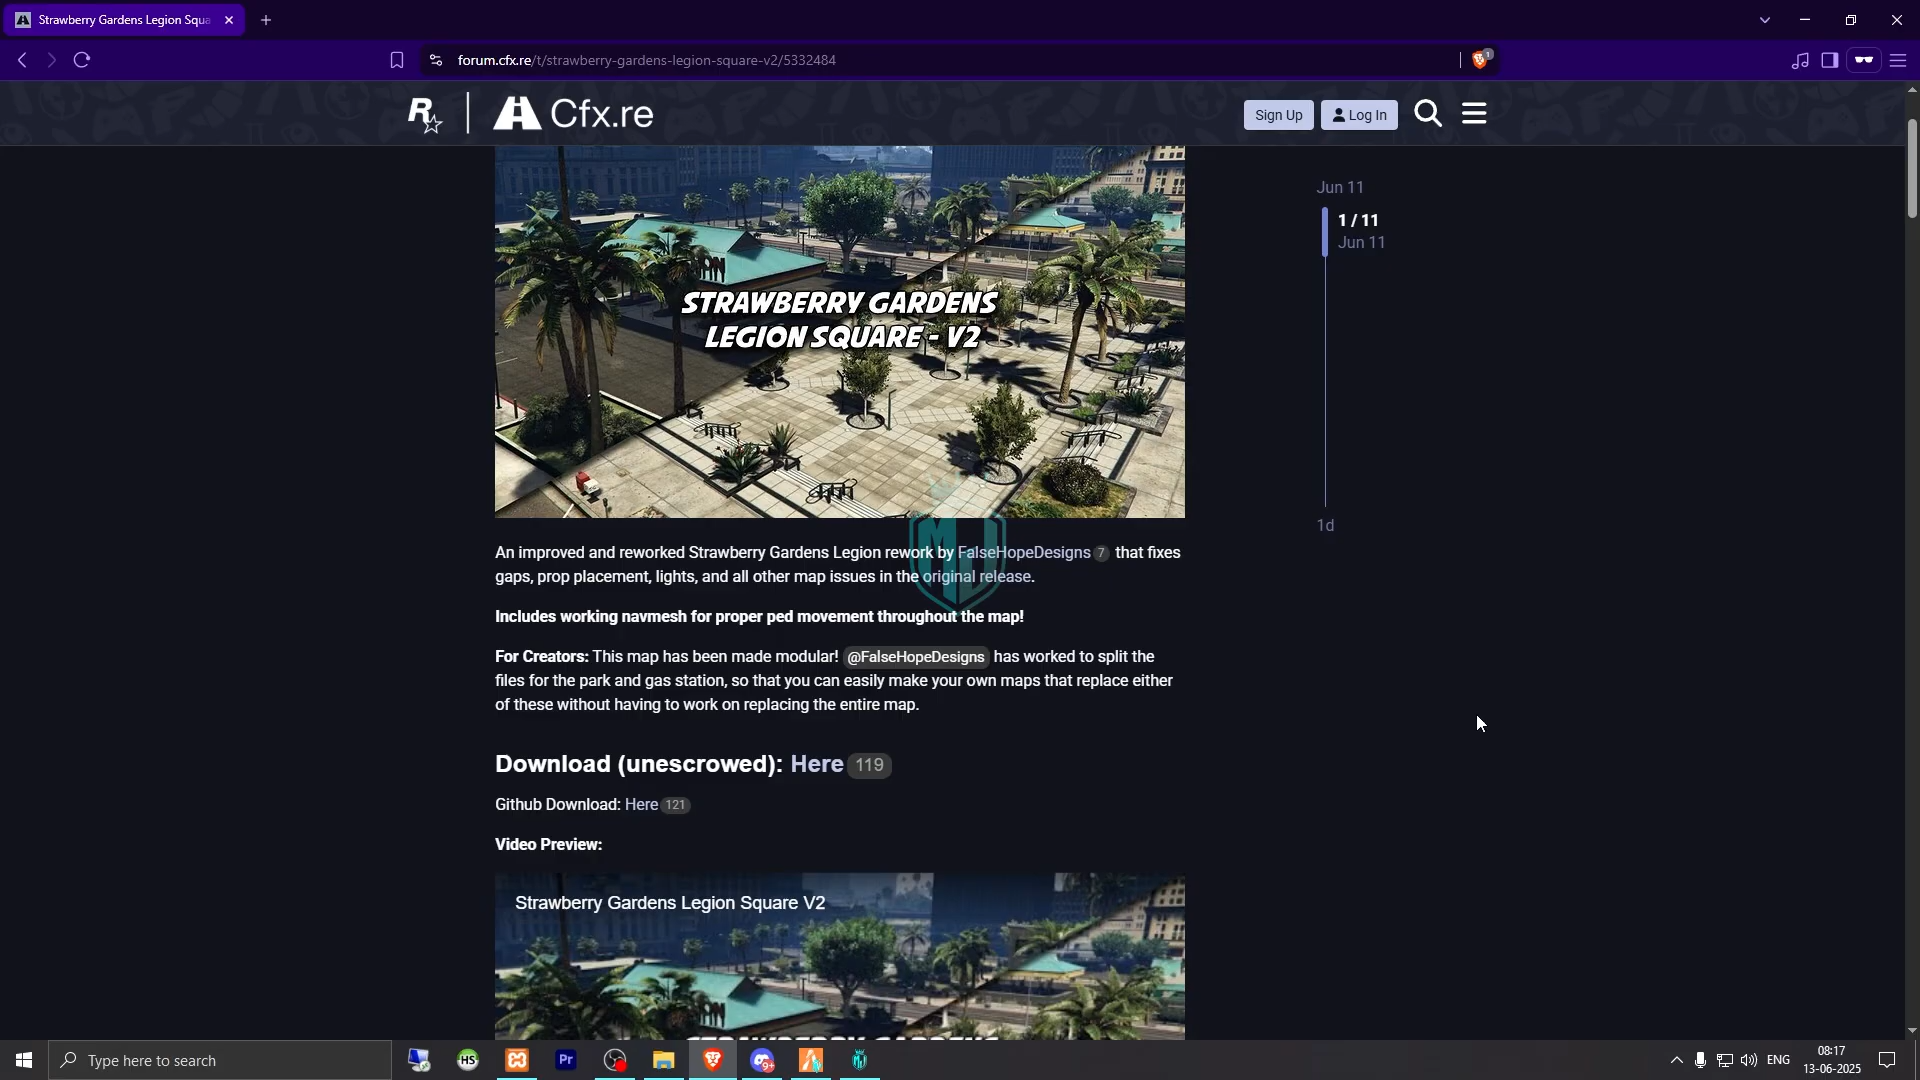 Strawberry Gardens Legion Squa
forum.cfx.re/t/strawberry-gardens-legion-square-v2/5332484
1
R
Cfx.re
Sign Up
Log In
STRAWBERRY GARDENS
LEGION SQUARE - V2
Jun 11
1 / 11
Jun 11
1d
An improved and reworked Strawberry Gardens Legion rework by FalseHopeDesigns 7 that fixes
gaps, prop placement, lights, and all other map issues in the original release.
Includes working navmesh for proper ped movement throughout the map!
For Creators: This map has been made modular! @FalseHopeDesigns has worked to split the
files for the park and gas station, so that you can easily make your own maps that replace either
of these without having to work on replacing the entire map.
Download (unescrowed): Here 119
Github Download: Here 121
Video Preview:
Strawberry Gardens Legion Square V2
Type here to search
HS
Pr
9+
ENG
08:17
13-06-2025